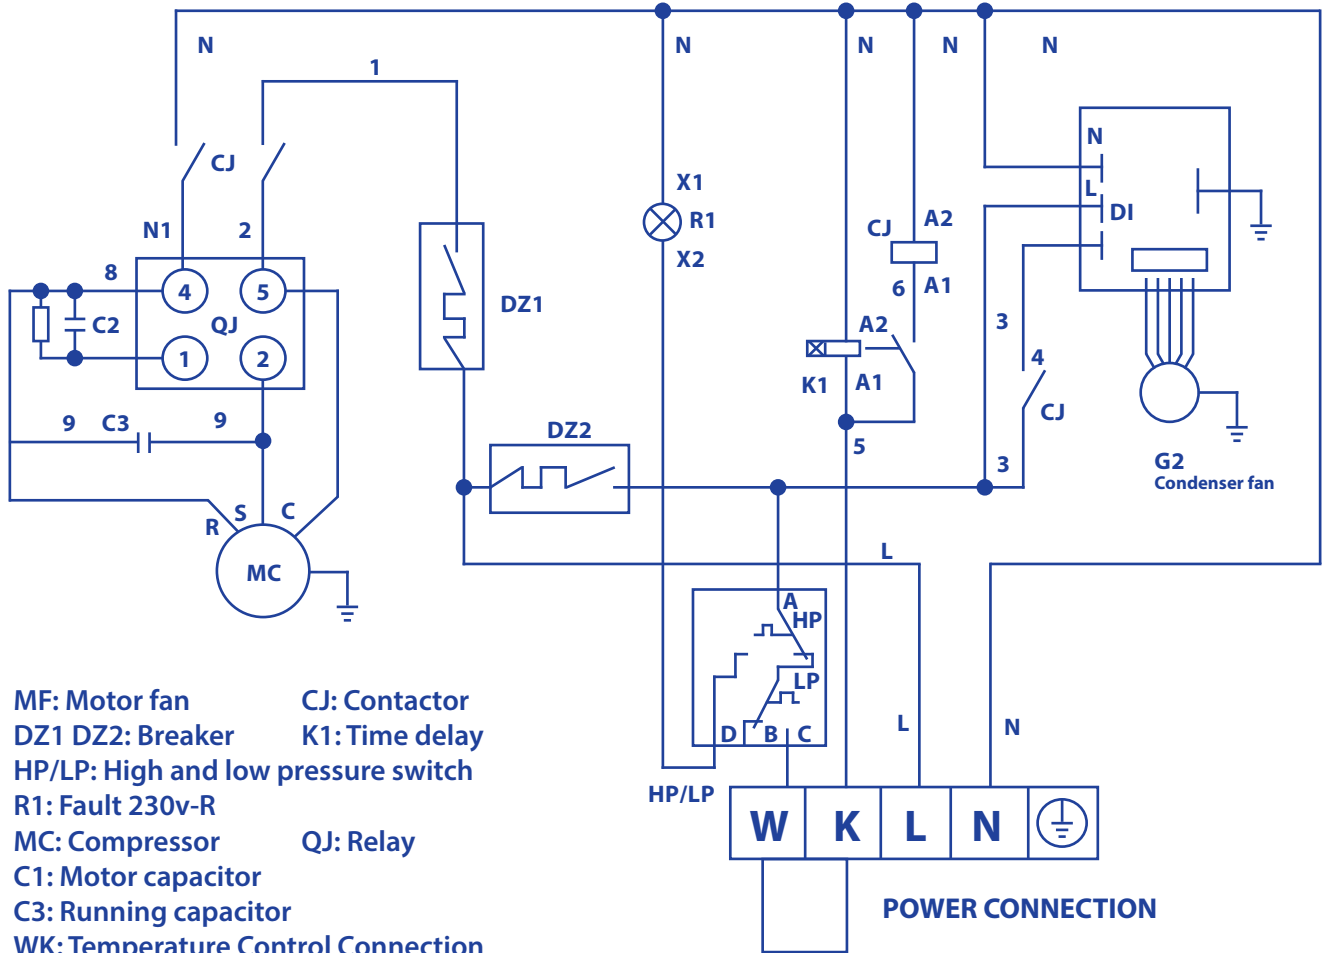 N
1
N
N
N
N
CJ
N1
2
8
4
5
C2
QJ
1
2
9
C3
9
R
S
C
MC
DZ1
DZ2
X1
R1
X2
CJ
A2
6
A1
A2
K1
A1
5
N
L
DI
3
4
CJ
3
G2
Condenser fan
L
A
HP
LP
D
B
C
L
N
HP/LP
W
K
L
N
POWER CONNECTION
MF: Motor fan
CJ: Contactor
DZ1 DZ2: Breaker
K1: Time delay
HP/LP: High and low pressure switch
R1: Fault 230v-R
MC: Compressor
QJ: Relay
C1: Motor capacitor
C3: Running capacitor
WK: Temperature Control Connection